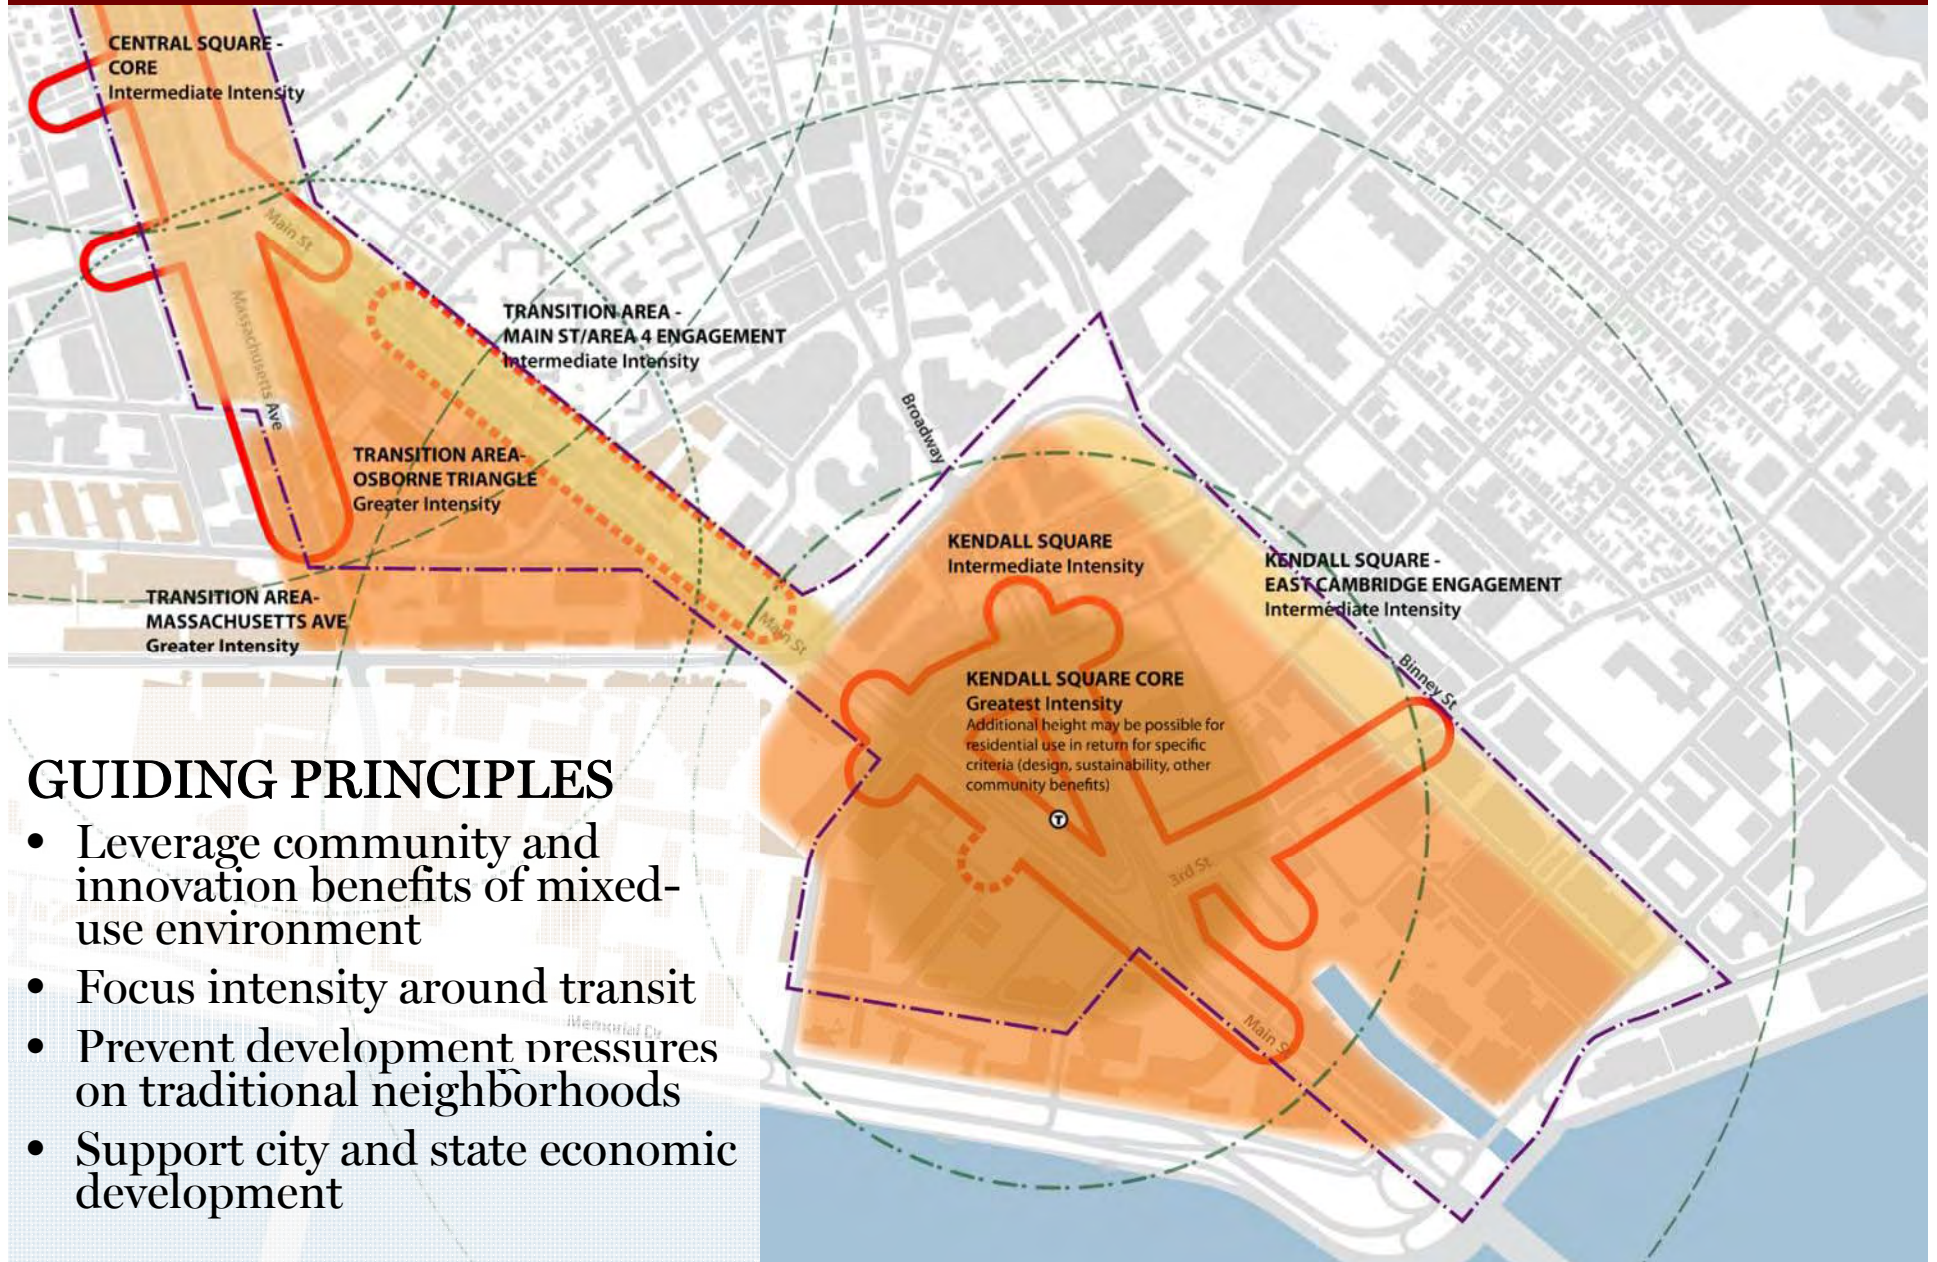 CENTRAL SQUARE -
CORE
Intermediate Intensity
Main St
Massachusetts Ave
TRANSITION AREA -
MAIN ST/AREA 4 ENGAGEMENT
Intermediate Intensity
Broadway
TRANSITION AREA-
OSBORNE TRIANGLE
Greater Intensity
KENDALL SQUARE
Intermediate Intensity
KENDALL SQUARE -
EAST CAMBRIDGE ENGAGEMENT
Intermediate Intensity
TRANSITION AREA-
MASSACHUSETTS AVE
Greater Intensity
Main St
Binney St
KENDALL SQUARE CORE
Greatest Intensity
Additional height may be possible for
residential use in return for specific
criteria (design, sustainability, other
community benefits)
T
3rd St
Main St
GUIDING PRINCIPLES
• Leverage community and
innovation benefits of mixed-
use environment
• Focus intensity around transit
Memorial Dr
• Prevent development pressures
on traditional neighborhoods
• Support city and state economic
development